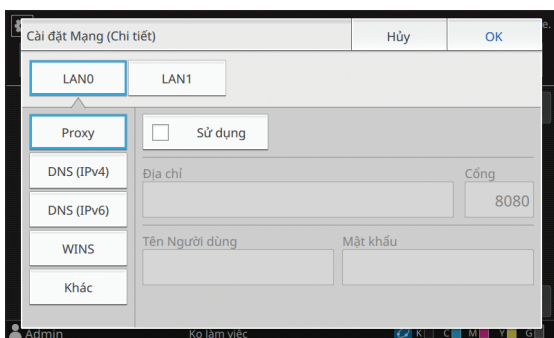 Cài đặt Mạng (Chi tiết)
Hủy
OK
LAN0
LAN1
Proxy
Sử dụng
DNS (IPv4)
Địa chỉ
Cổng
8080
DNS (IPv6)
WINS
Tên Người dùng
Mật khẩu
Khác
Admin
Ko làm việc
K
C
M
Y
G